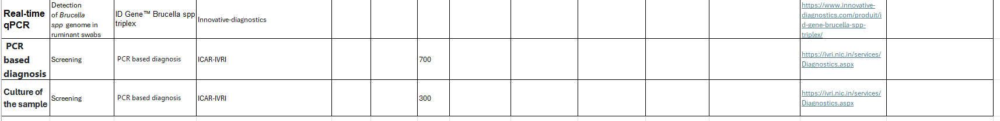 Real-time
qPCR
Detection
of Brucella
spp genome in
ruminant swabs
ID Gene™ Brucella spp
triplex
Innovative-diagnostics
https://www.innovative-
diagnostics.com/produit/i
d-gene-brucella-spp-
triplex/
PCR
based
diagnosis
Screening
PCR based diagnosis
ICAR-IVRI
700
https://ivri.nic.in/services/
Diagnostics.aspx
Culture of
the sample
Screening
PCR based diagnosis
ICAR-IVRI
300
https://ivri.nic.in/services/
Diagnostics.aspx